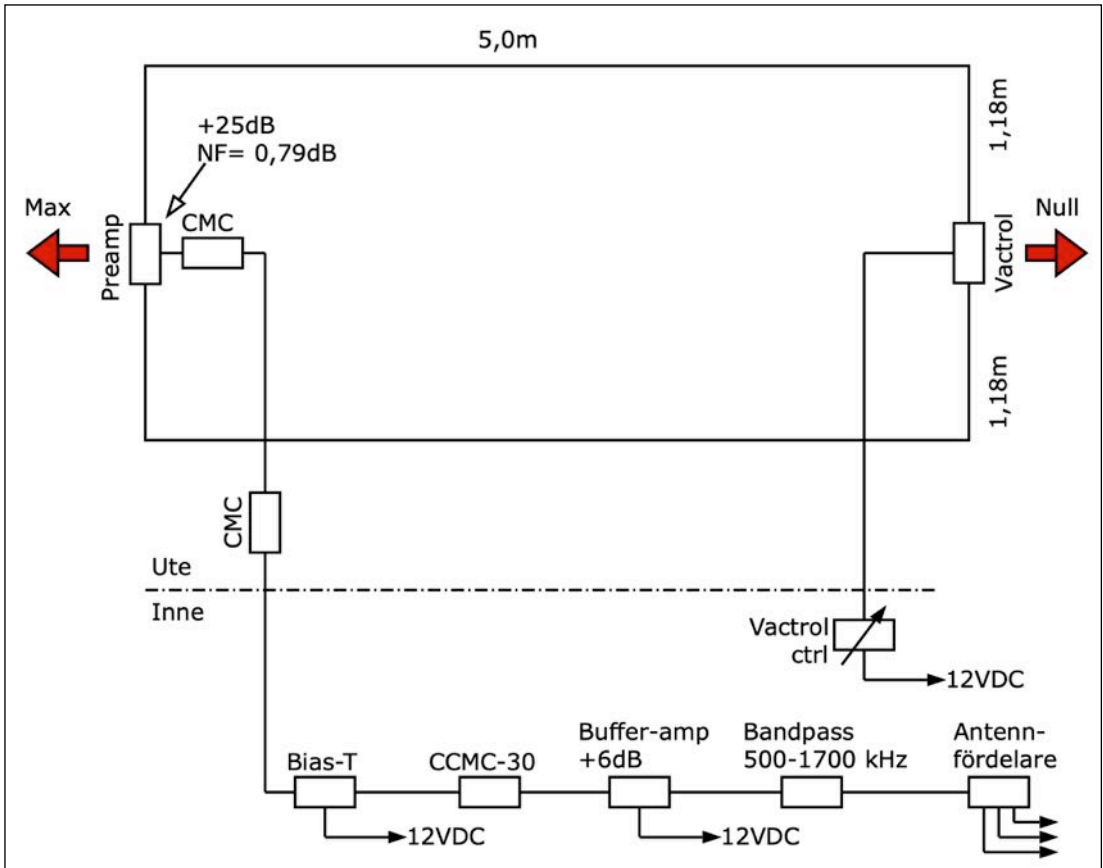 5,0m
1,18m
+25dB
NF= 0,79dB
Max
CMC
Preamp
Null
Vactrol
1,18m
CMC
Ute
Inne
Vactrol
ctrl
12VDC
Bias-T
CCMC-30
Buffer-amp
+6dB
Bandpass
500-1700 kHz
Antenn-
fördelare
12VDC
12VDC